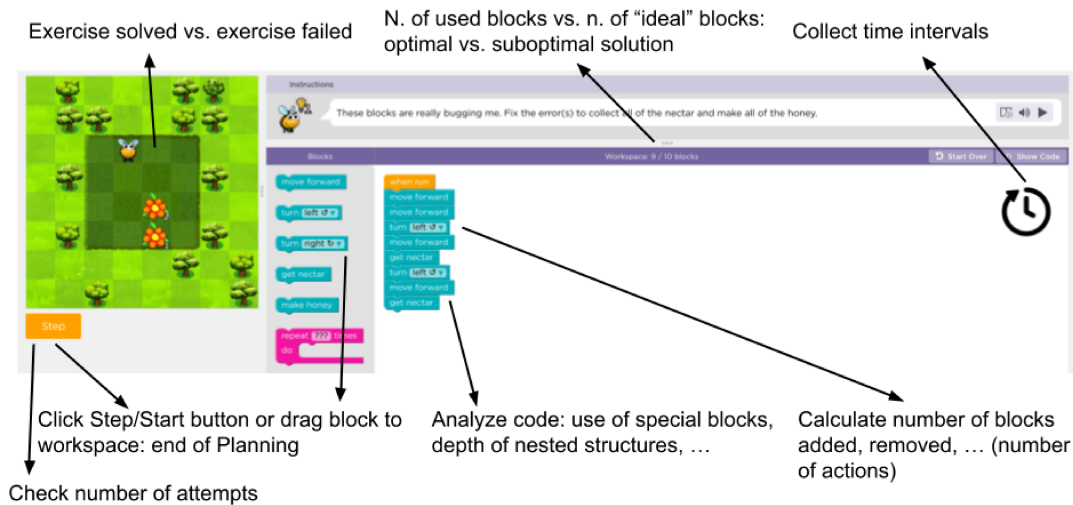 Exercise solved vs. exercise failed
N. of used blocks vs. n. of “ideal” blocks:
optimal vs. suboptimal solution
Collect time intervals
Instructions
These blocks are really bugging me. Fix the error(s) to collect all of the nectar and make all of the honey.
Blocks
Workspace: 9 / 10 blocks
Start Over
Show Code
move forward
turn left
turn right
get nectar
make honey
repeat ??? times
do
when run
move forward
move forward
turn left
move forward
get nectar
turn left
move forward
get nectar
Step
Click Step/Start button or drag block to
workspace: end of Planning
Check number of attempts
Analyze code: use of special blocks,
depth of nested structures, …
Calculate number of blocks
added, removed, … (number
of actions)